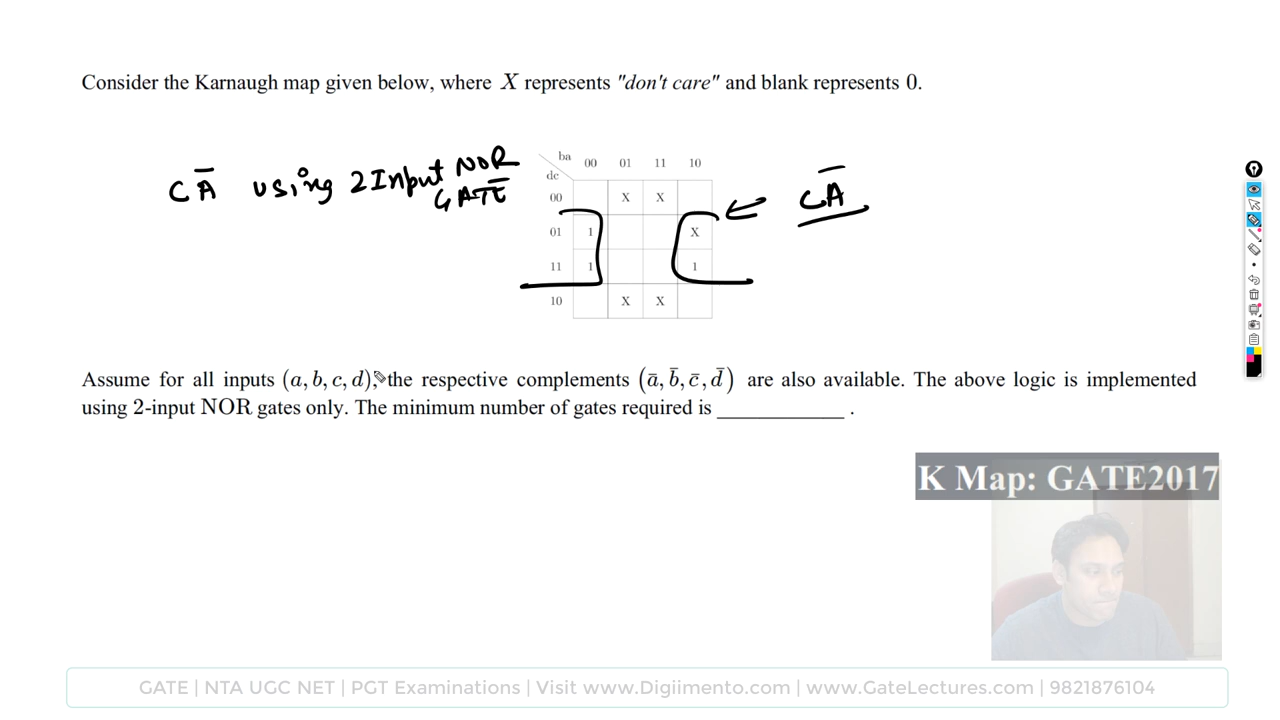 Consider the Karnaugh map given below, where X represents "don't care" and blank represents 0.
C Ā using 2 Input NOR
GATE
ba
dc
00 01 11 10
00 X X
01 1 X
11 1 1
10 X X
CĀ
Assume for all inputs (a, b, c, d), the respective complements (ā, b̄, c̄, d̄) are also available. The above logic is implemented
using 2-input NOR gates only. The minimum number of gates required is ____________ .
K Map: GATE2017
GATE | NTA UGC NET | PGT Examinations | Visit www.Digiimento.com | www.GateLectures.com | 9821876104